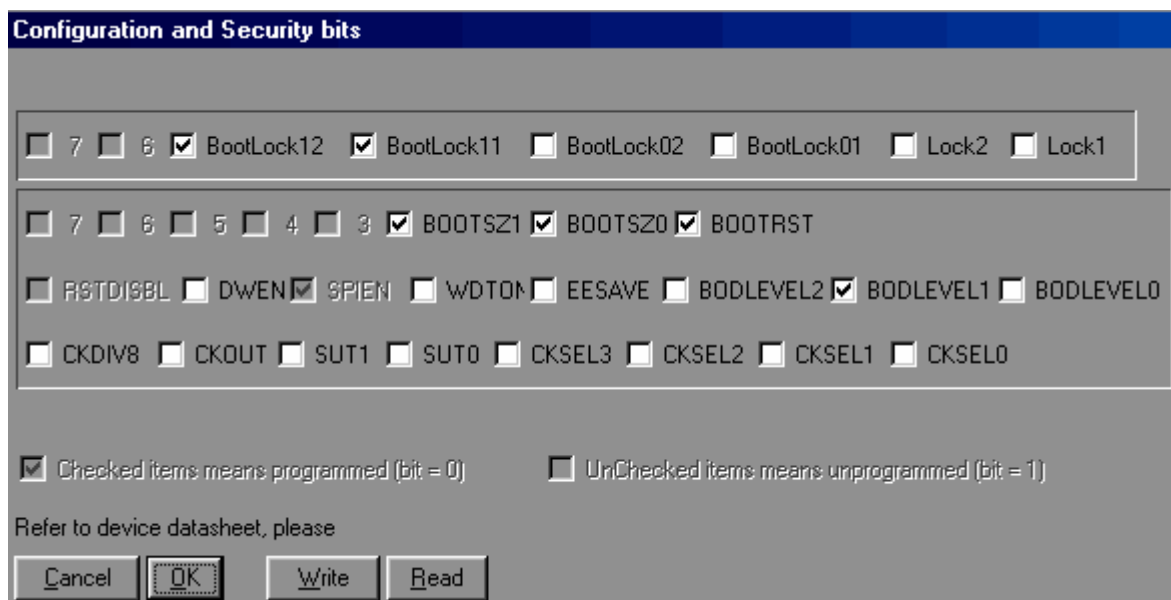 Configuration and Security bits
7 6 BootLock12 BootLock11 BootLock02 BootLock01 Lock2 Lock1
7 6 5 4 3 BOOTSZ1 BOOTSZ0 BOOTRST
RSTDISBL DWEN SPIEN WDTON EESAVE BODLEVEL2 BODLEVEL1 BODLEVEL0
CKDIV8 CKOUT SUT1 SUT0 CKSEL3 CKSEL2 CKSEL1 CKSEL0
Checked items means programmed (bit = 0) UnChecked items means unprogrammed (bit = 1)
Refer to device datasheet, please
Cancel OK Write Read